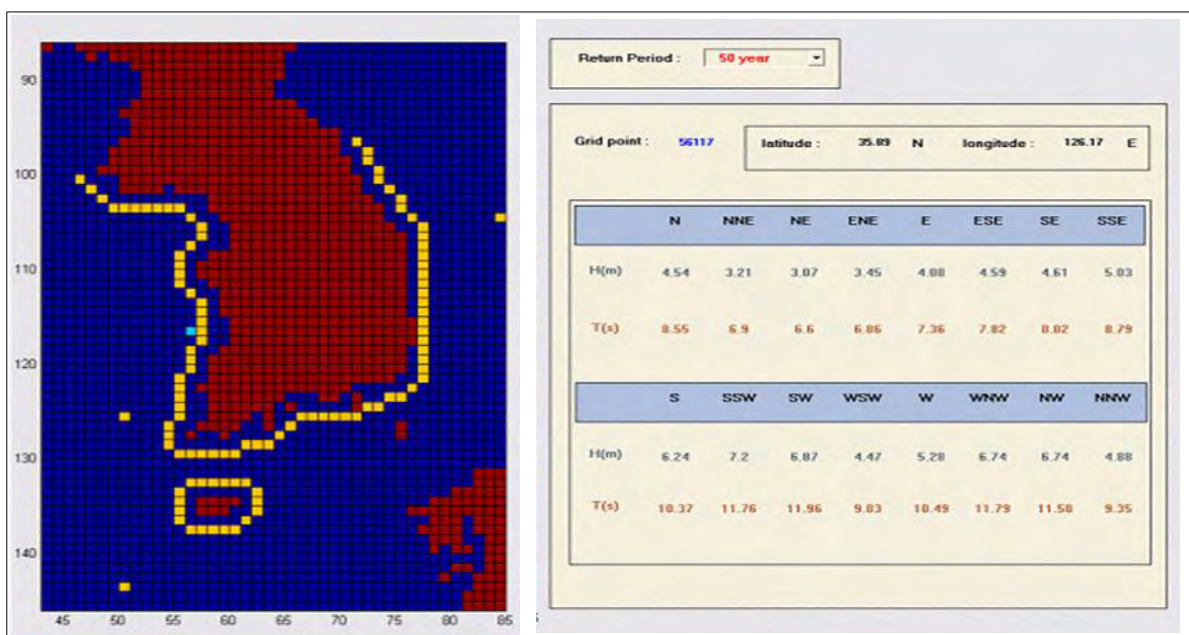 90
100
110
120
130
140
45 50 55 60 65 70 75 80 85
Return Period : 50 year
Grid point : 56117 latitude : 35.89 N longitude : 126.17 E
N NNE NE ENE E ESE SE SSE
H(m) 4.54 3.21 3.07 3.45 4.08 4.59 4.61 5.03
T(s) 8.55 6.9 6.6 6.86 7.36 7.82 8.02 8.79
S SSW SW WSW W WNW NW NNW
H(m) 6.24 7.2 6.87 4.47 5.28 6.74 6.74 4.88
T(s) 10.37 11.76 11.96 9.83 10.49 11.79 11.58 9.35